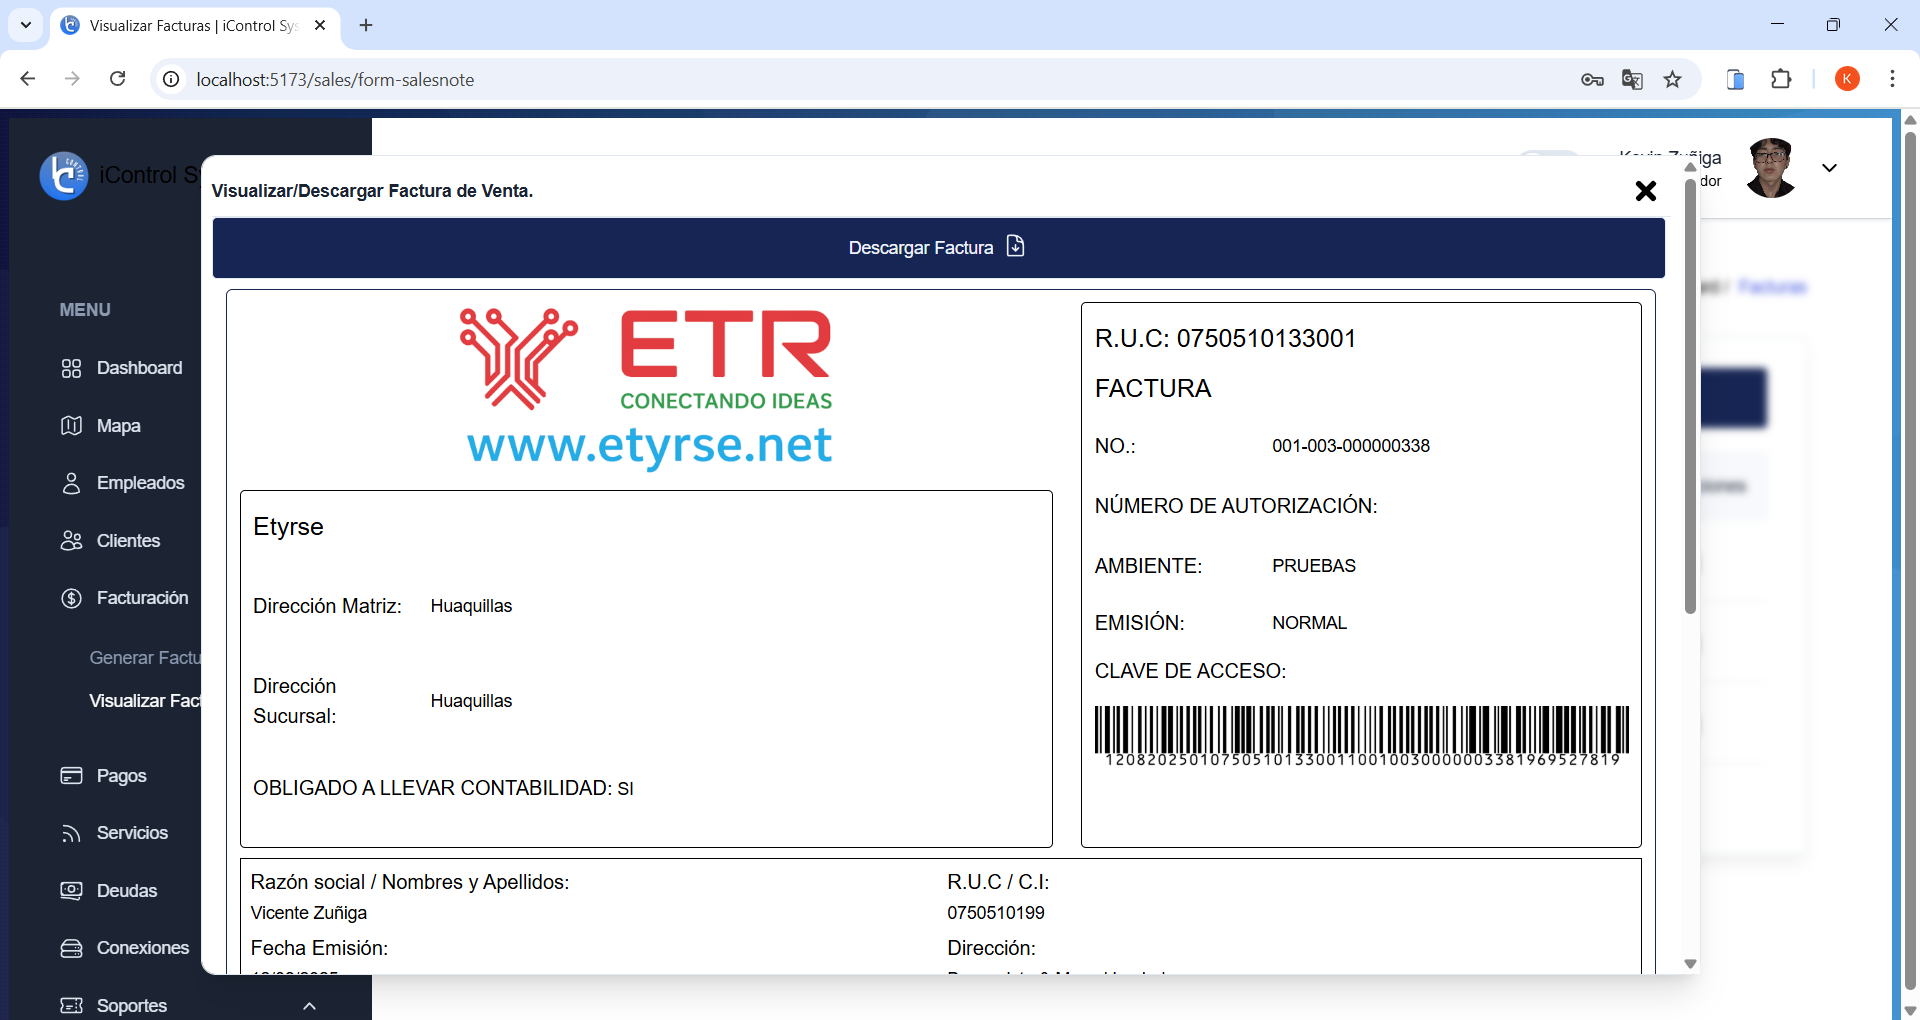 Visualizar Facturas | iControl Sys
localhost:5173/sales/form-salesnote
K
iControl
MENU
Dashboard
Mapa
Empleados
Clientes
Facturación
Generar Factu
Visualizar Fact
Pagos
Servicios
Deudas
Conexiones
Soportes
Kevin Zuñiga
dor
Facturas
Visualizar/Descargar Factura de Venta.
Descargar Factura
ETR
CONECTANDO IDEAS
www.etyrse.net
Etyrse
Dirección Matriz: Huaquillas
Dirección
Sucursal: Huaquillas
OBLIGADO A LLEVAR CONTABILIDAD: SI
R.U.C: 0750510133001
FACTURA
NO.: 001-003-000000338
NÚMERO DE AUTORIZACIÓN:
AMBIENTE: PRUEBAS
EMISIÓN: NORMAL
CLAVE DE ACCESO:
1208202501075051013300110010030000003381969527819
Razón social / Nombres y Apellidos:
Vicente Zuñiga
R.U.C / C.I:
0750510199
Fecha Emisión:
Dirección: